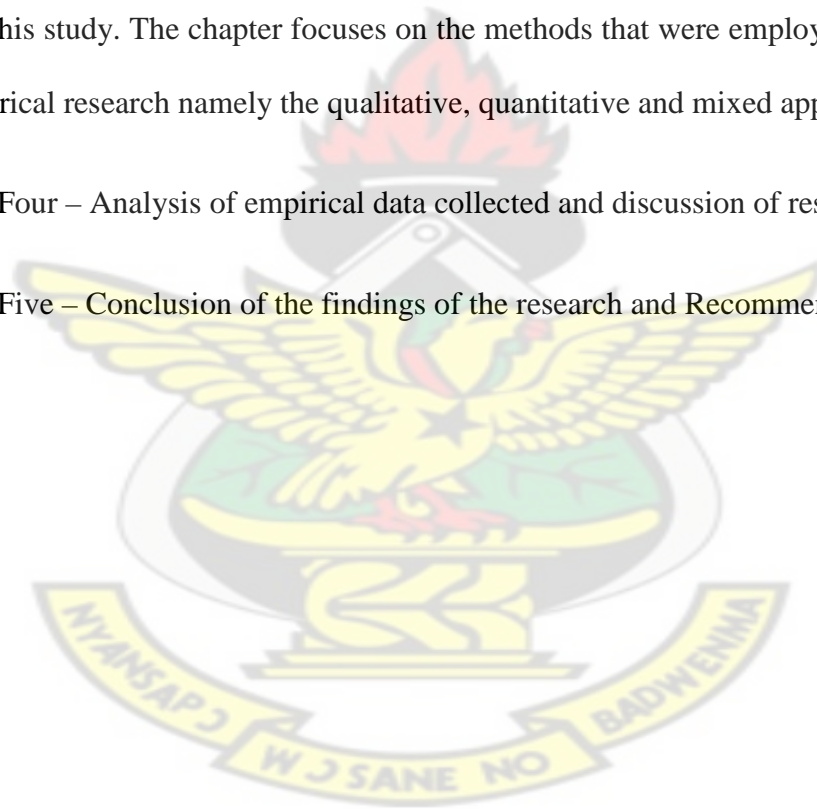 his study. The chapter focuses on the methods that were employ
rical research namely the qualitative, quantitative and mixed app
Four – Analysis of empirical data collected and discussion of res
Five – Conclusion of the findings of the research and Recommen
NYANSAPƆ WƆSANE NO BADWENMA